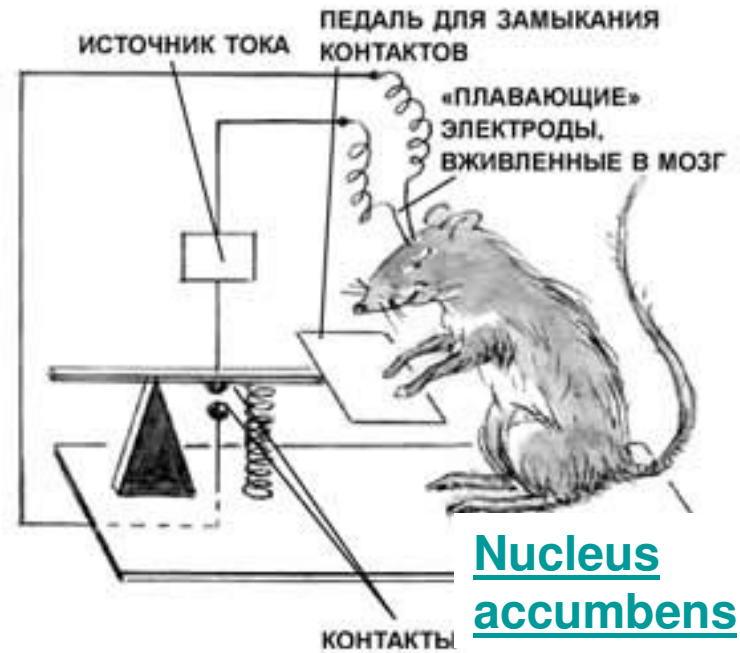 ИСТОЧНИК ТОКА
ПЕДАЛЬ ДЛЯ ЗАМЫКАНИЯ
КОНТАКТОВ
«ПЛАВАЮЩИЕ»
ЭЛЕКТРОДЫ,
ВЖИВЛЕННЫЕ В МОЗГ
КОНТАКТЫ
Nucleus
accumbens